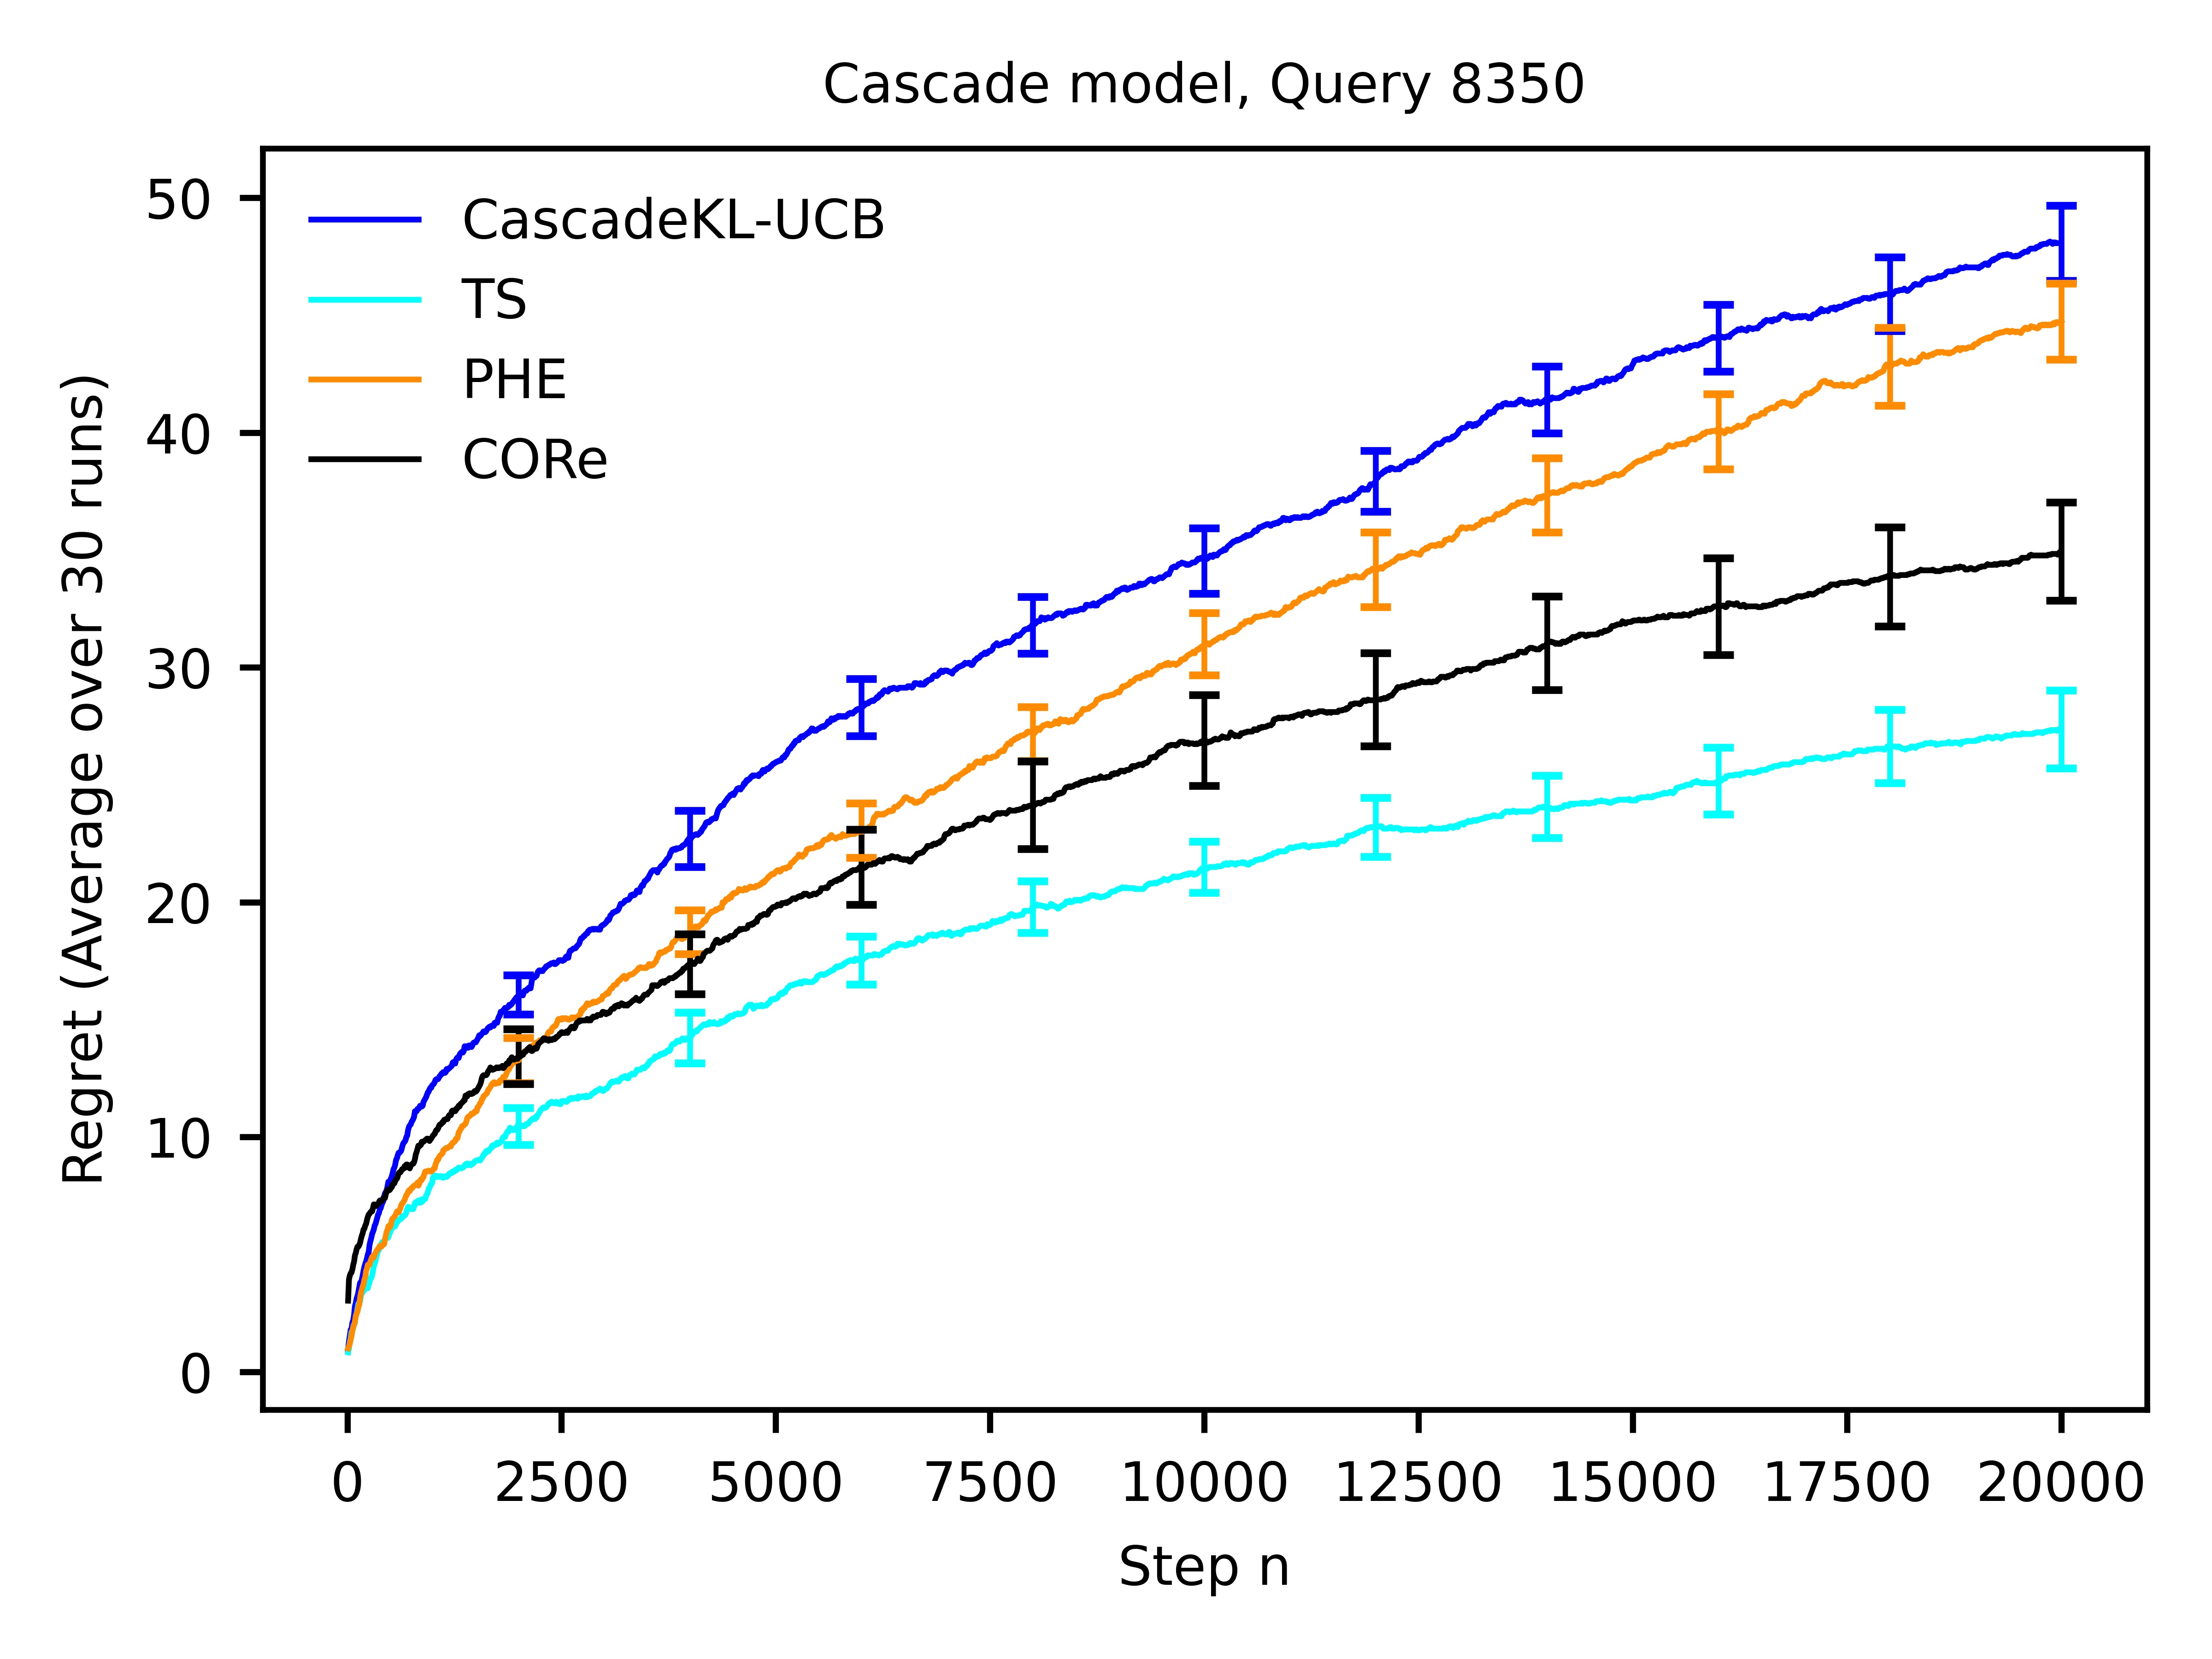 Cascade model, Query 8350
CascadeKL-UCB
TS
PHE
CORe
Regret (Average over 30 runs)
50
40
30
20
10
0
0 2500 5000 7500 10000 12500 15000 17500 20000
Step n